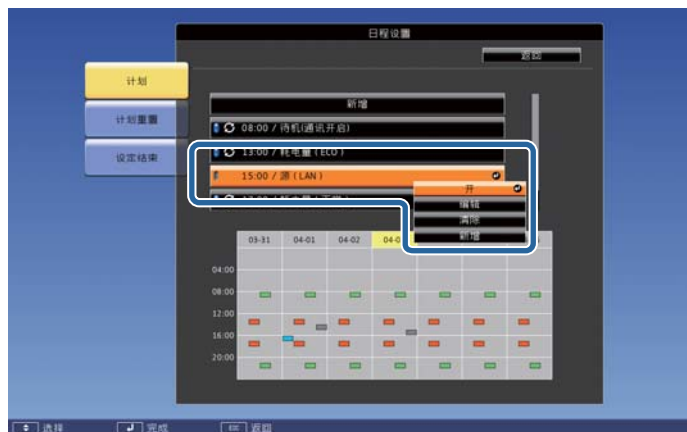 日程设置
返回
计划
计划重置
设定结束
新增
08:00 / 待机(通讯开启)
13:00 / 耗电量 ( ECO )
15:00 / 源 ( LAN )
开
编辑
清除
新增
03-31 04-01 04-02
04:00
08:00
12:00
16:00
20:00
选择 完成 Esc 返回